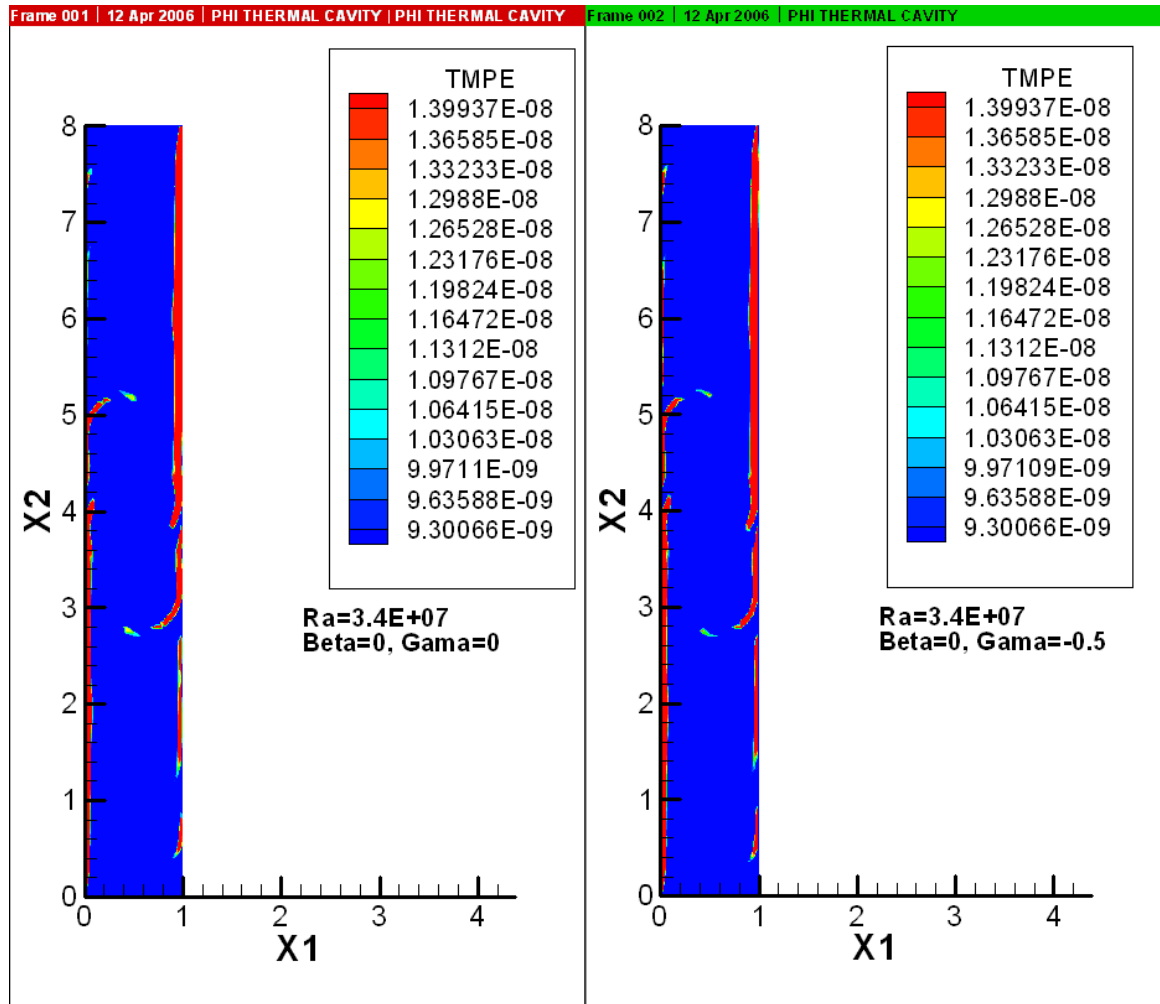 Frame 001 | 12 Apr 2006 | PHI THERMAL CAVITY | PHI THERMAL CAVITY
TMPE
1.39937E-08
1.36585E-08
1.33233E-08
1.2988E-08
1.26528E-08
1.23176E-08
1.19824E-08
1.16472E-08
1.1312E-08
1.09767E-08
1.06415E-08
1.03063E-08
9.9711E-09
9.63588E-09
9.30066E-09
8
7
6
5
4
3
2
1
0
X2
Ra=3.4E+07
Beta=0, Gama=0
0 1 2 3 4
X1
Frame 002 | 12 Apr 2006 | PHI THERMAL CAVITY
TMPE
1.39937E-08
1.36585E-08
1.33233E-08
1.2988E-08
1.26528E-08
1.23176E-08
1.19824E-08
1.16472E-08
1.1312E-08
1.09767E-08
1.06415E-08
1.03063E-08
9.97109E-09
9.63588E-09
9.30066E-09
8
7
6
5
4
3
2
1
0
X2
Ra=3.4E+07
Beta=0, Gama=-0.5
0 1 2 3 4
X1